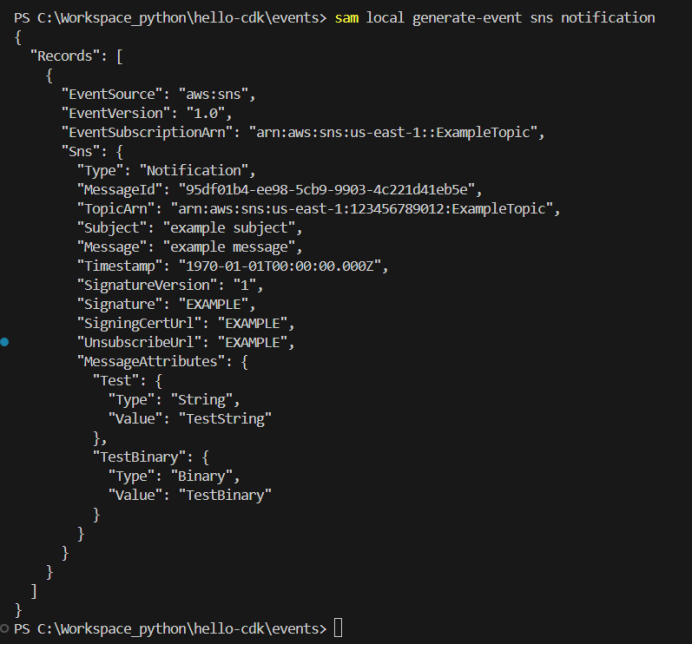 PS C:\Workspace_python\hello-cdk\events> sam local generate-event sns notification
{
  "Records": [
    {
      "EventSource": "aws:sns",
      "EventVersion": "1.0",
      "EventSubscriptionArn": "arn:aws:sns:us-east-1::ExampleTopic",
      "Sns": {
        "Type": "Notification",
        "MessageId": "95df01b4-ee98-5cb9-9903-4c221d41eb5e",
        "TopicArn": "arn:aws:sns:us-east-1:123456789012:ExampleTopic",
        "Subject": "example subject",
        "Message": "example message",
        "Timestamp": "1970-01-01T00:00:00.000Z",
        "SignatureVersion": "1",
        "Signature": "EXAMPLE",
        "SigningCertUrl": "EXAMPLE",
        "UnsubscribeUrl": "EXAMPLE",
        "MessageAttributes": {
          "Test": {
            "Type": "String",
            "Value": "TestString"
          },
          "TestBinary": {
            "Type": "Binary",
            "Value": "TestBinary"
          }
        }
      }
    }
  ]
}
PS C:\Workspace_python\hello-cdk\events>